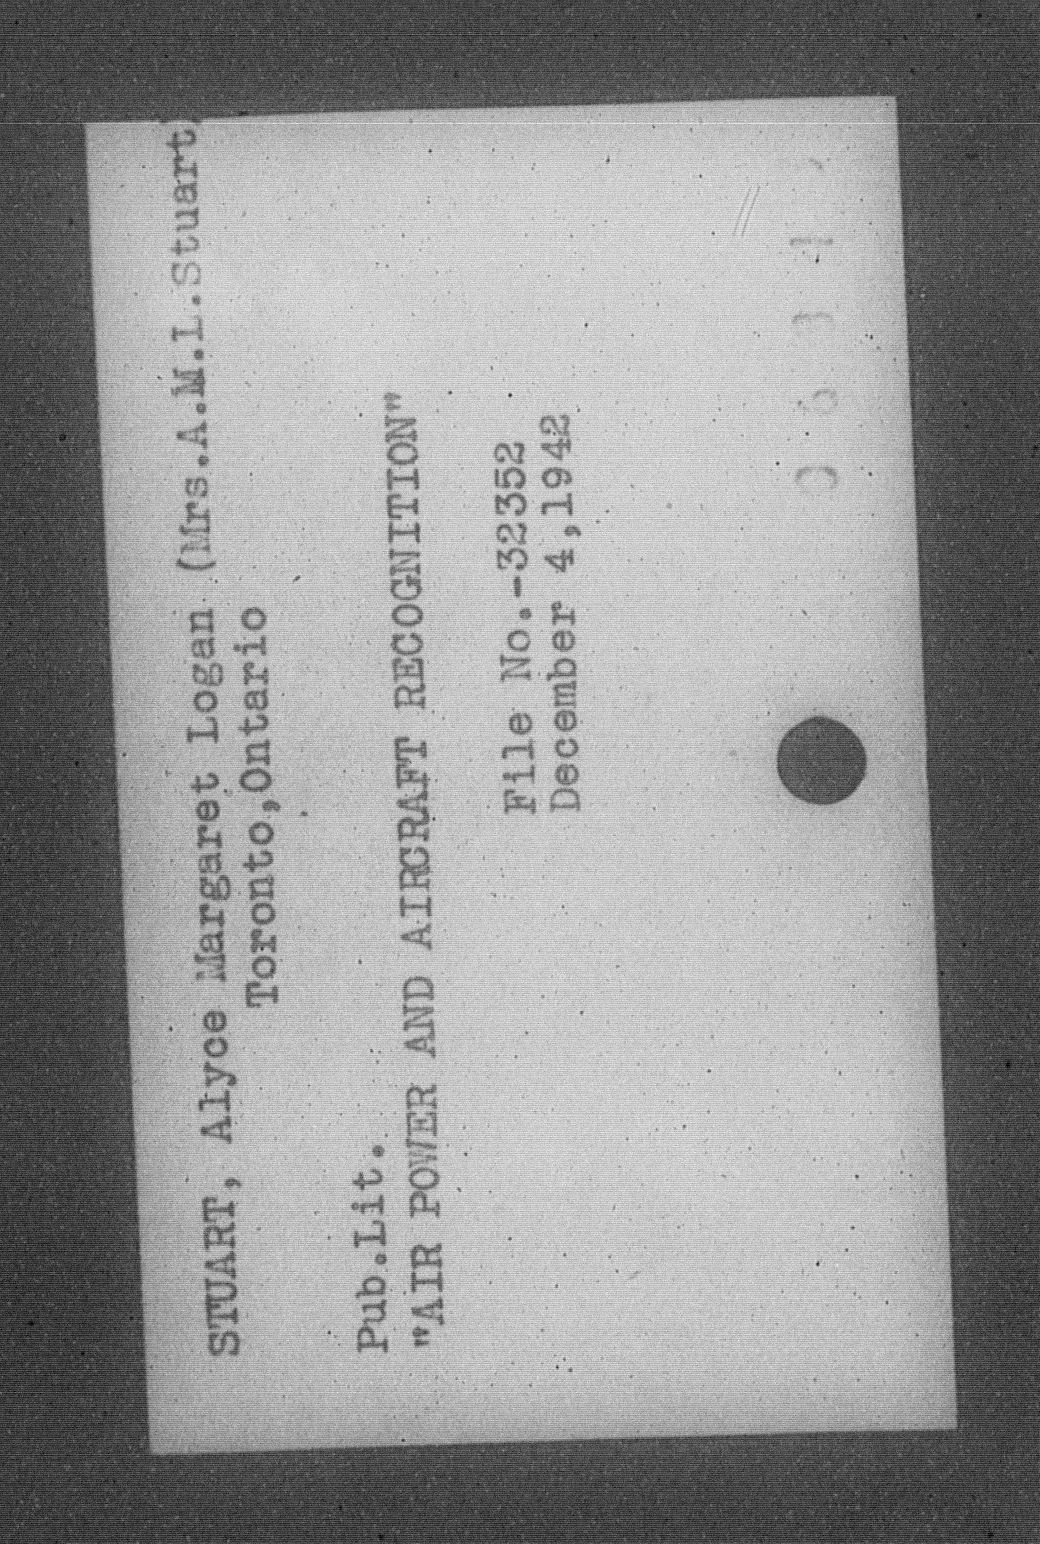 STUART, Alyce Margaret Logan (Mrs.A.M.L.Stuart)
Toronto,Ontario
Pub.Lit.
"AIR POWER AND AIRCRAFT RECOGNITION"
File No.-32352
December 4,1942